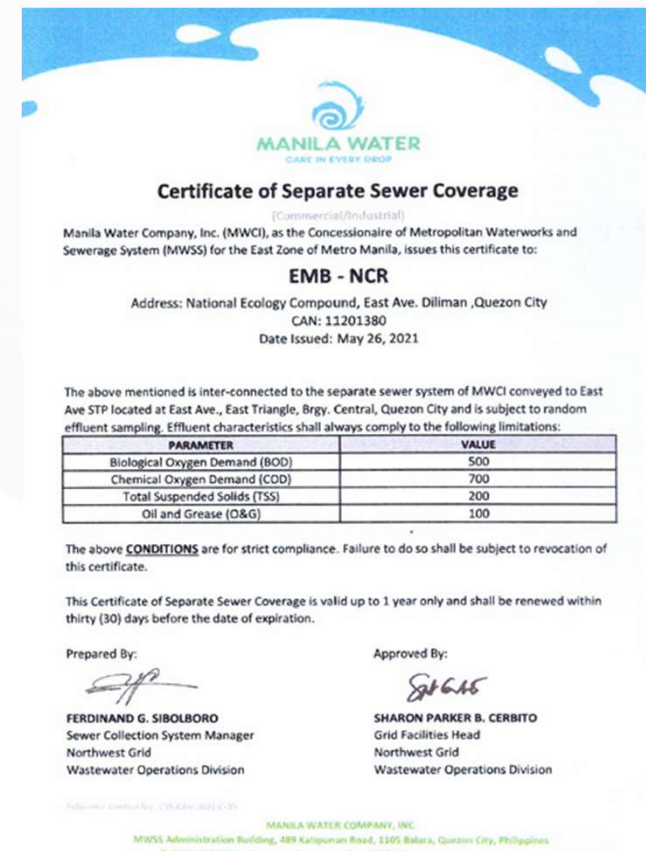 MANILA WATER
CARE IN EVERY DROP
Certificate of Separate Sewer Coverage
(Commercial/Industrial)
Manila Water Company, Inc. (MWCI), as the Concessionaire of Metropolitan Waterworks and
Sewerage System (MWSS) for the East Zone of Metro Manila, issues this certificate to:
EMB - NCR
Address: National Ecology Compound, East Ave. Diliman ,Quezon City
CAN: 11201380
Date Issued: May 26, 2021
The above mentioned is inter-connected to the separate sewer system of MWCI conveyed to East
Ave STP located at East Ave., East Triangle, Brgy. Central, Quezon City and is subject to random
effluent sampling. Effluent characteristics shall always comply to the following limitations:
PARAMETER VALUE
Biological Oxygen Demand (BOD) 500
Chemical Oxygen Demand (COD) 700
Total Suspended Solids (TSS) 200
Oil and Grease (O&G) 100
The above CONDITIONS are for strict compliance. Failure to do so shall be subject to revocation of
this certificate.
This Certificate of Separate Sewer Coverage is valid up to 1 year only and shall be renewed within
thirty (30) days before the date of expiration.
Prepared By: Approved By:
FERDINAND G. SIBOLBORO SHARON PARKER B. CERBITO
Sewer Collection System Manager Grid Facilities Head
Northwest Grid Northwest Grid
Wastewater Operations Division Wastewater Operations Division
MANILA WATER COMPANY, INC.
MWSS Administration Building, 489 Katipunan Road, 1105 Balara, Quezon City, Philippines